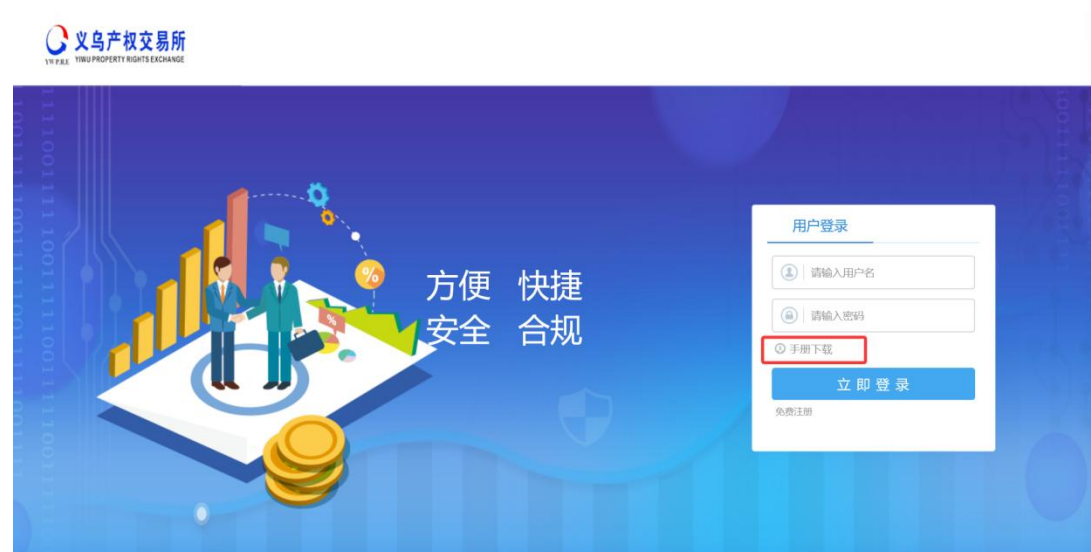 义乌产权交易所
YW P.R.E YIWU PROPERTY RIGHTS EXCHANGE
方便 快捷
安全 合规
用户登录
请输入用户名
请输入密码
手册下载
立即登录
免费注册
%
%